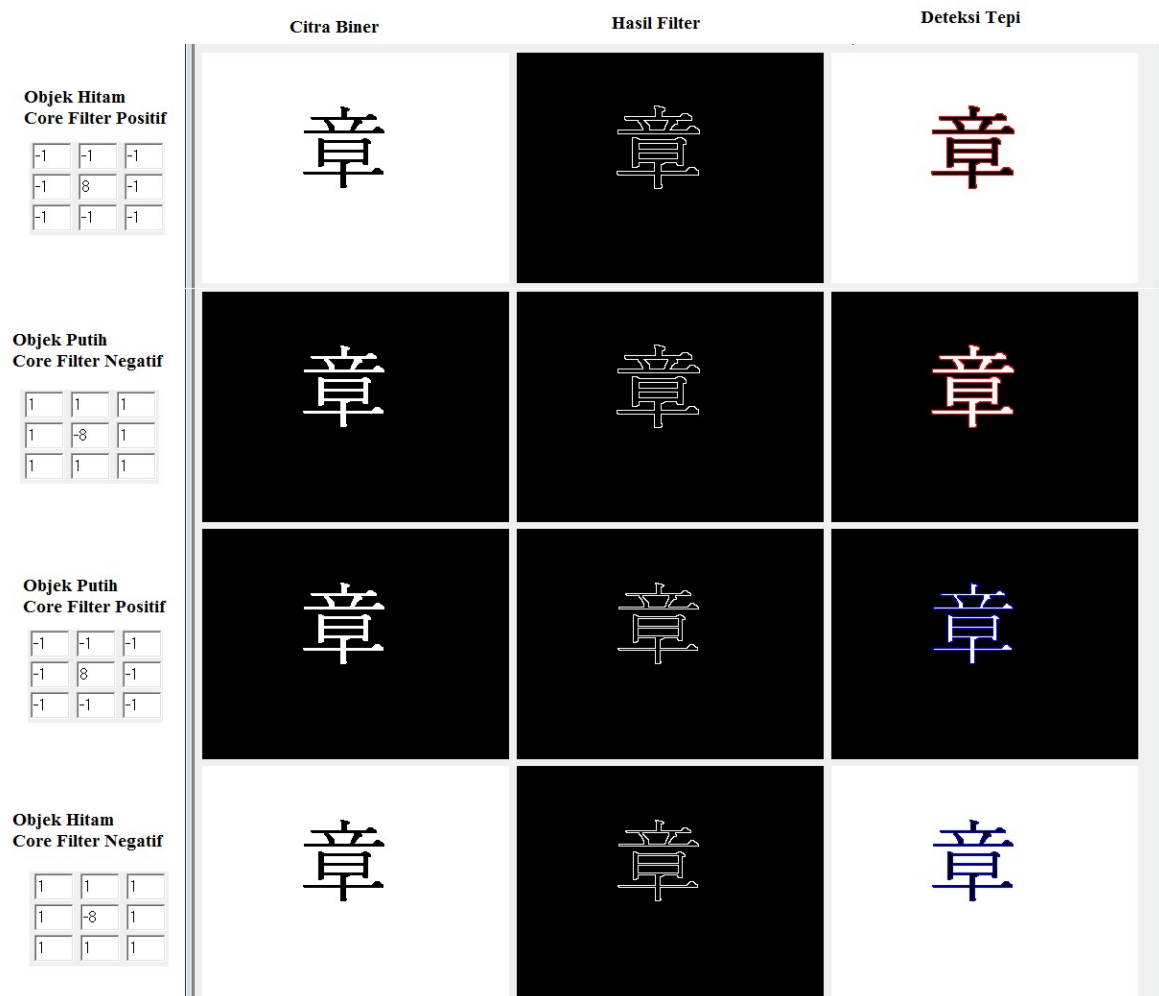 Citra Biner Hasil Filter Deteksi Tepi
Objek Hitam
Core Filter Positif
-1 -1 -1
-1 8 -1
-1 -1 -1
章 章 章
Objek Putih
Core Filter Negatif
1 1 1
1 -8 1
1 1 1
章 章 章
Objek Putih
Core Filter Positif
-1 -1 -1
-1 8 -1
-1 -1 -1
章 章 章
Objek Hitam
Core Filter Negatif
1 1 1
1 -8 1
1 1 1
章 章 章